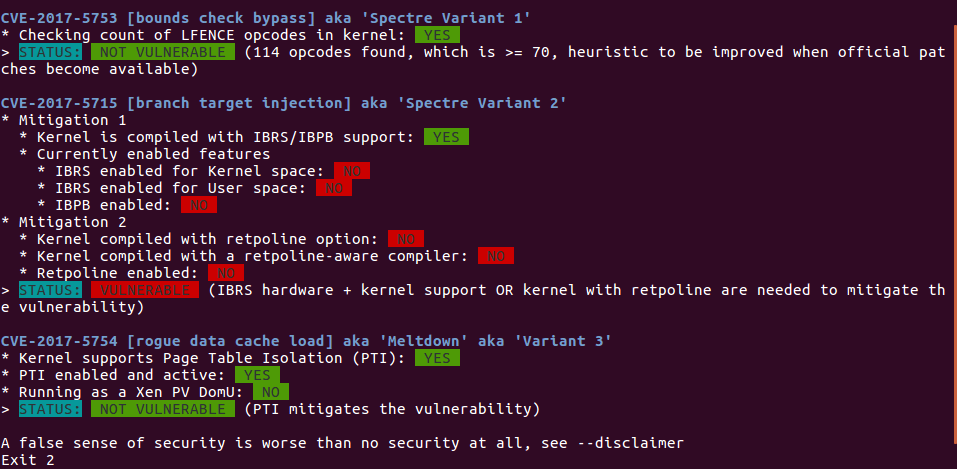 CVE-2017-5753 [bounds check bypass] aka 'Spectre Variant 1'
* Checking count of LFENCE opcodes in kernel:  YES
> STATUS:  NOT VULNERABLE  (114 opcodes found, which is >= 70, heuristic to be improved when official pat
ches become available)

CVE-2017-5715 [branch target injection] aka 'Spectre Variant 2'
* Mitigation 1
  * Kernel is compiled with IBRS/IBPB support:  YES
  * Currently enabled features
    * IBRS enabled for Kernel space:  NO
    * IBRS enabled for User space:  NO
    * IBPB enabled:  NO
* Mitigation 2
  * Kernel compiled with retpoline option:  NO
  * Kernel compiled with a retpoline-aware compiler:  NO
  * Retpoline enabled:  NO
> STATUS:  VULNERABLE  (IBRS hardware + kernel support OR kernel with retpoline are needed to mitigate th
e vulnerability)

CVE-2017-5754 [rogue data cache load] aka 'Meltdown' aka 'Variant 3'
* Kernel supports Page Table Isolation (PTI):  YES
* PTI enabled and active:  YES
* Running as a Xen PV DomU:  NO
> STATUS:  NOT VULNERABLE  (PTI mitigates the vulnerability)

A false sense of security is worse than no security at all, see --disclaimer
Exit 2